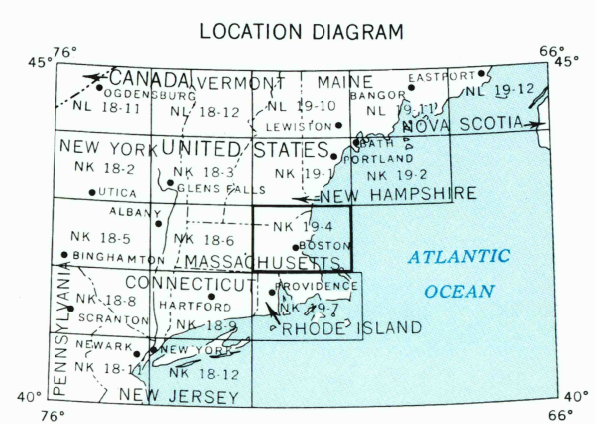 LOCATION DIAGRAM
45° 76° 66° 45°
CANADA VERMONT MAINE EASTPORT
OGDENSBURG BANGOR
NL 18-11 NL 18-12 NL 19-10 NL 19-11 NL 19-12
LEWISTON NOVA SCOTIA
NEW YORK UNITED STATES BATH
PORTLAND
NK 18-2 NK 18-3 NK 19-1 NK 19-2
UTICA GLENS FALLS NEW HAMPSHIRE
ALBANY NK 19-4
NK 18-5 NK 18-6 BOSTON
BINGHAMTON MASSACHUSETTS
ATLANTIC
OCEAN
CONNECTICUT PROVIDENCE
NK 18-8 HARTFORD NK 19-7
SCRANTON NK 18-9 RHODE ISLAND
PENNSYLVANIA
NEWARK NEW YORK
NK 18-11 NK 18-12
NEW JERSEY
40° 40°
76° 66°